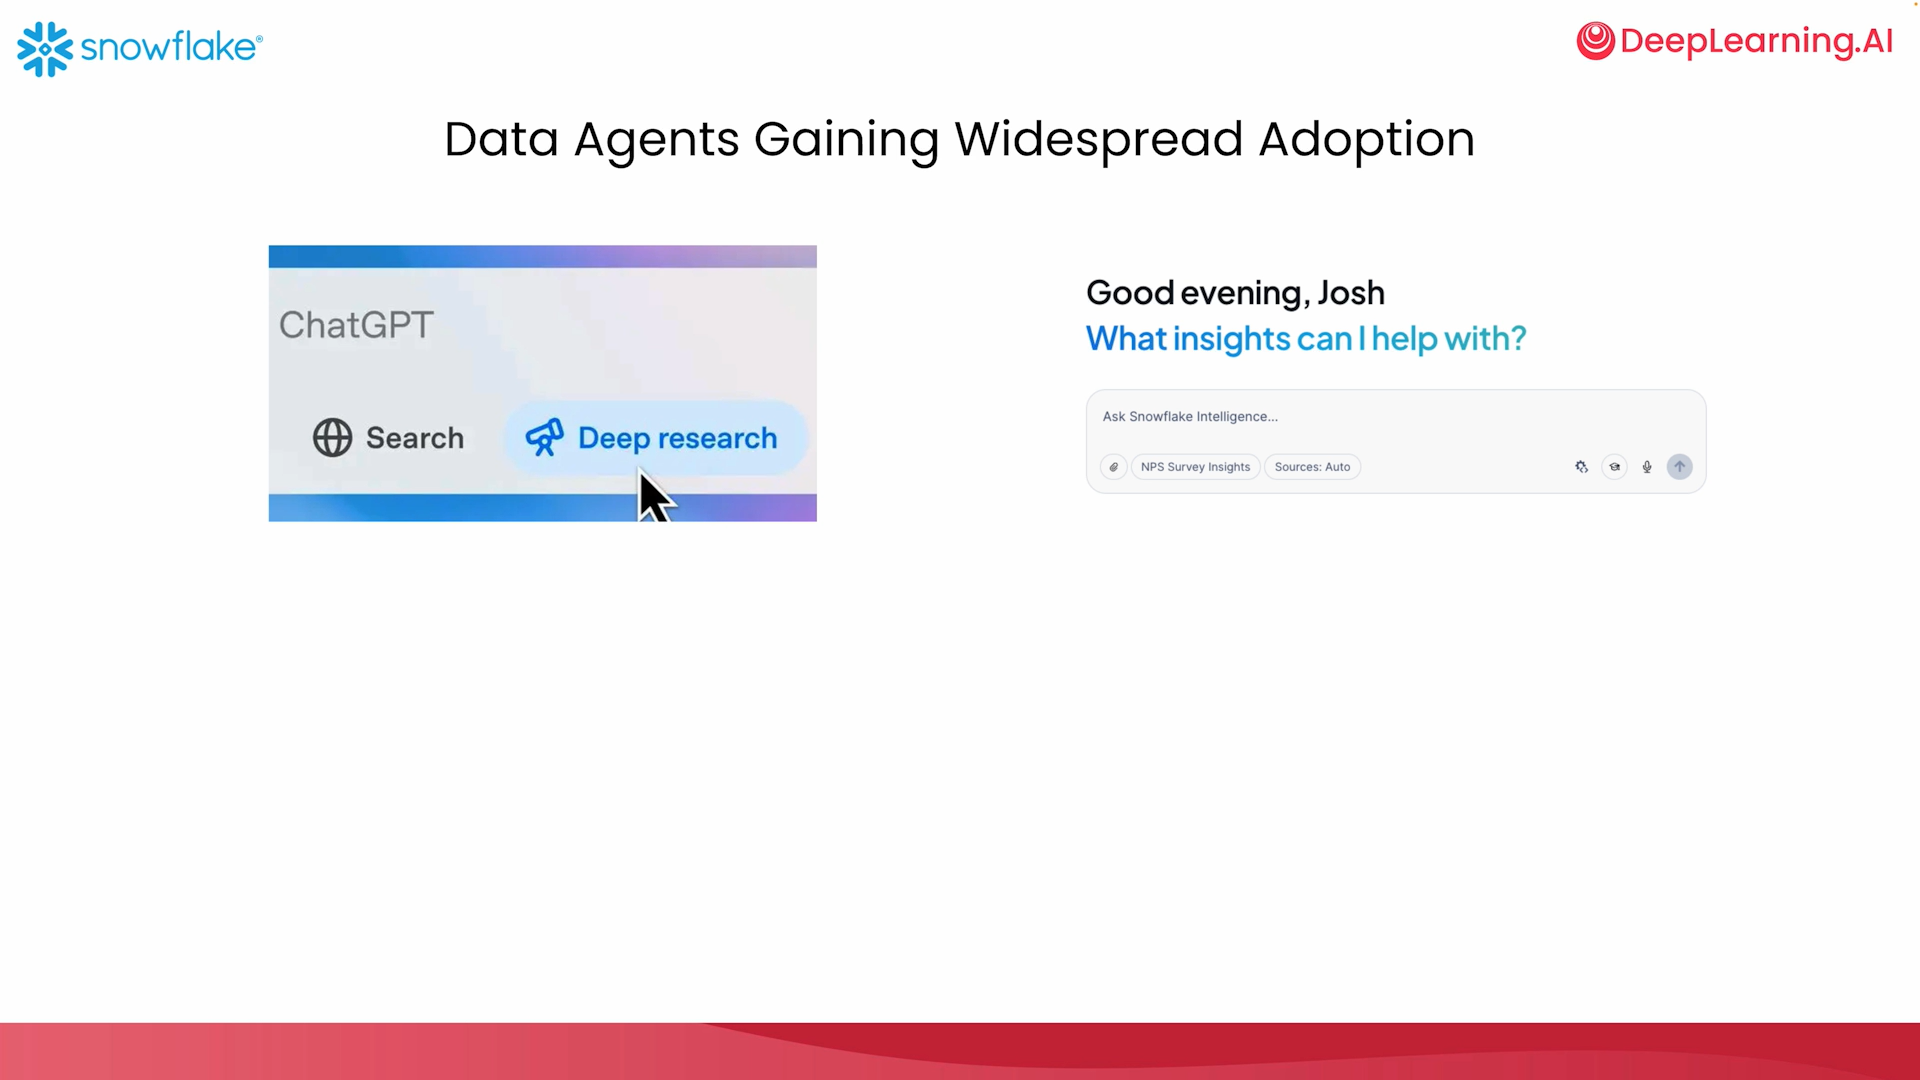 snowflake®
DeepLearning.AI
Data Agents Gaining Widespread Adoption
ChatGPT
Search
Deep research
Good evening, Josh
What insights can I help with?
Ask Snowflake Intelligence...
NPS Survey Insights
Sources: Auto